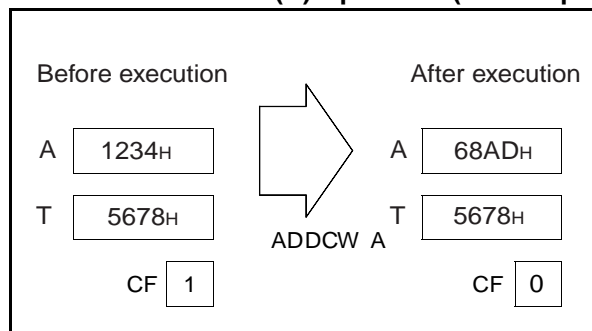 Before execution After execution
A 1234H A 68ADH
T 5678H T 5678H
ADDCW A
CF 1 CF 0